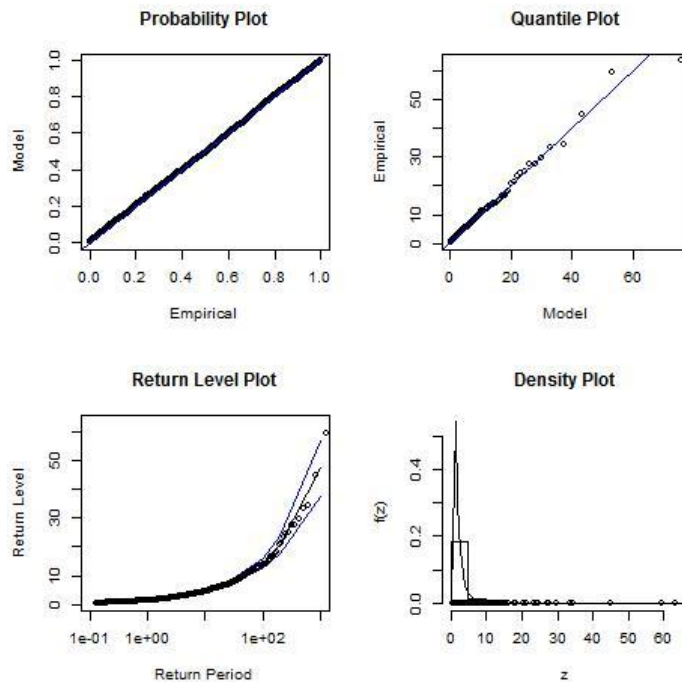 Probability Plot
Model
0.0 0.2 0.4 0.6 0.8 1.0
0.0 0.2 0.4 0.6 0.8 1.0
Empirical
Quantile Plot
Empirical
0 10 30 50
0 20 40 60
Model
Return Level Plot
Return Level
0 10 30 50
1e-01 1e+00 1e+02
Return Period
Density Plot
f(z)
0.0 0.2 0.4
0 10 20 30 40 50 60
z